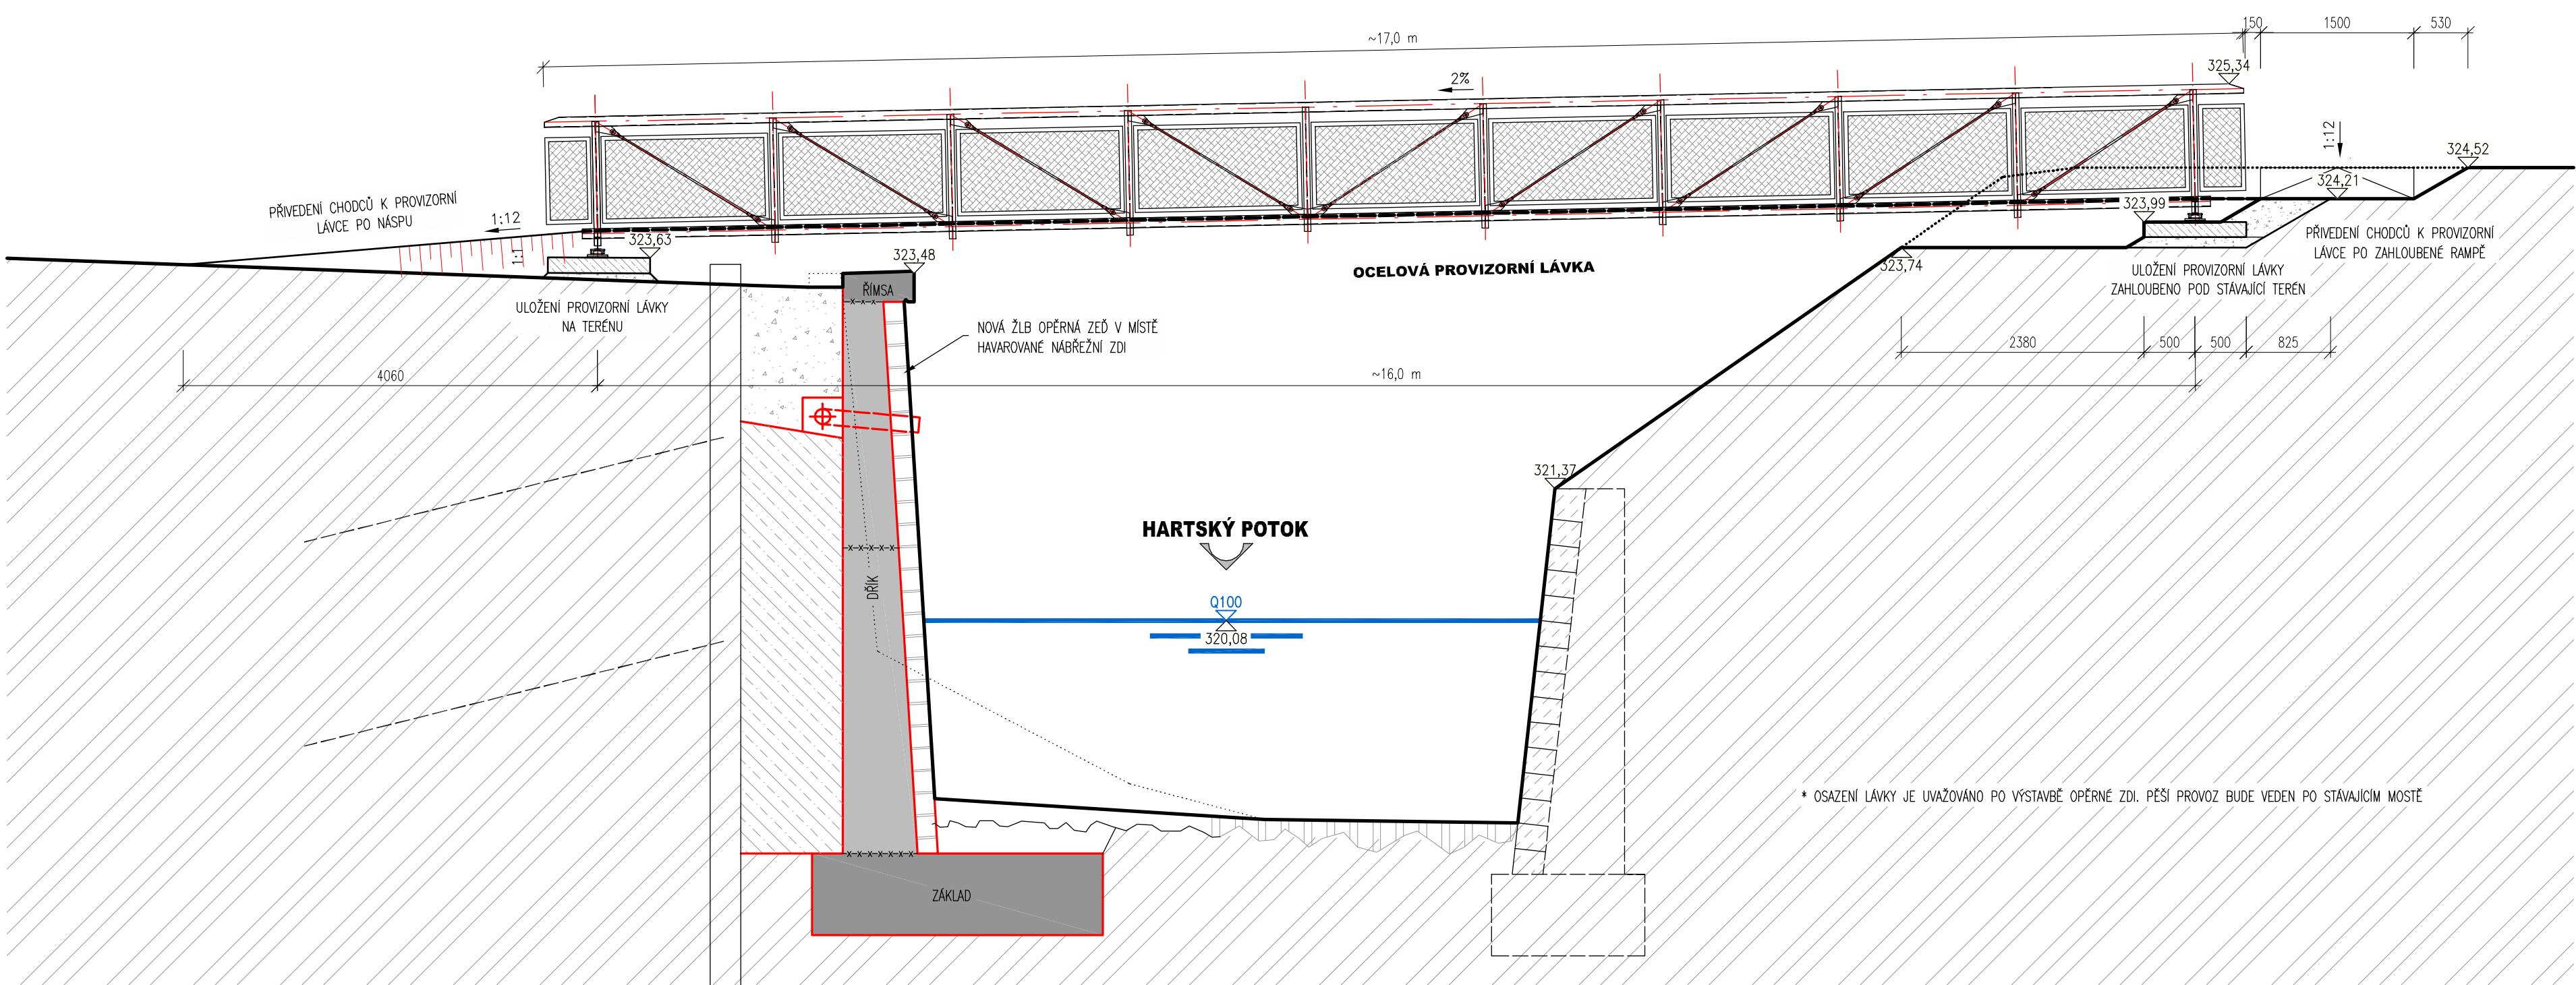 ~17,0 m
150
1500
530
2%
325,34
1:12
324,52
324,21
323,99
PŘIVEDENÍ CHODCŮ K PROVIZORNÍ
LÁVCE PO NÁSPU
1:12
1:1
323,63
323,48
323,74
OCELOVÁ PROVIZORNÍ LÁVKA
PŘIVEDENÍ CHODCŮ K PROVIZORNÍ
LÁVCE PO ZAHLOUBENÉ RAMPĚ
ULOŽENÍ PROVIZORNÍ LÁVKY
ZAHLOUBENO POD STÁVAJÍCÍ TERÉN
ŘÍMSA
ULOŽENÍ PROVIZORNÍ LÁVKY
NA TERÉNU
NOVÁ ŽLB OPĚRNÁ ZEĎ V MÍSTĚ
HAVAROVANÉ NÁBŘEŽNÍ ZDI
2380
500
500
825
4060
~16,0 m
321,37
HARTSKÝ POTOK
DŘÍK
Q100
320,08
* OSAZENÍ LÁVKY JE UVAŽOVÁNO PO VÝSTAVBĚ OPĚRNÉ ZDI. PĚŠÍ PROVOZ BUDE VEDEN PO STÁVAJÍCÍM MOSTĚ
ZÁKLAD